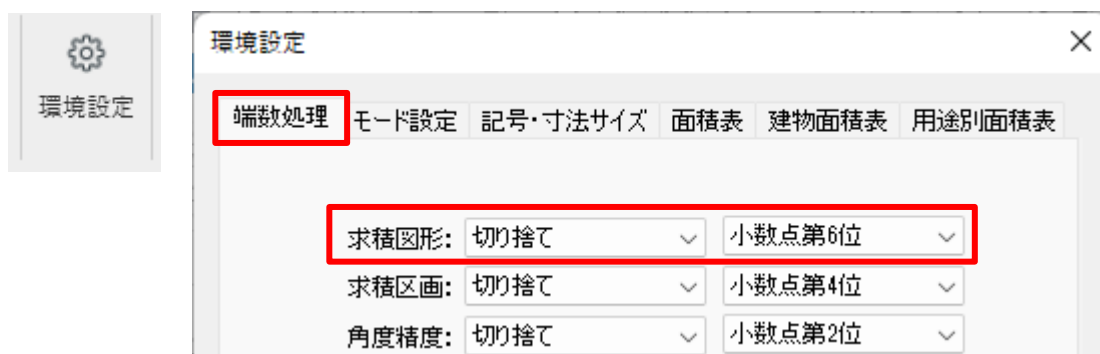 環境設定
環境設定
端数処理 モード設定 記号・寸法サイズ 面積表 建物面積表 用途別面積表
求積図形: 切り捨て 小数点第6位
求積区画: 切り捨て 小数点第4位
角度精度: 切り捨て 小数点第2位